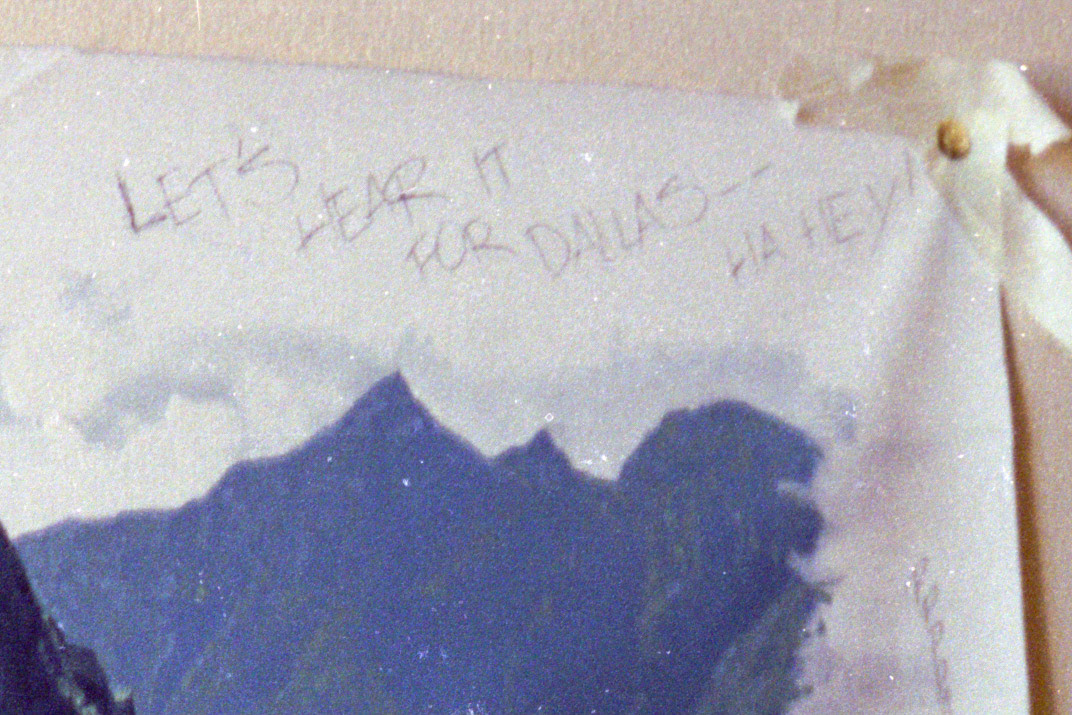 LET'S HEAR IT
FOR DALLAS--
HA HEY!